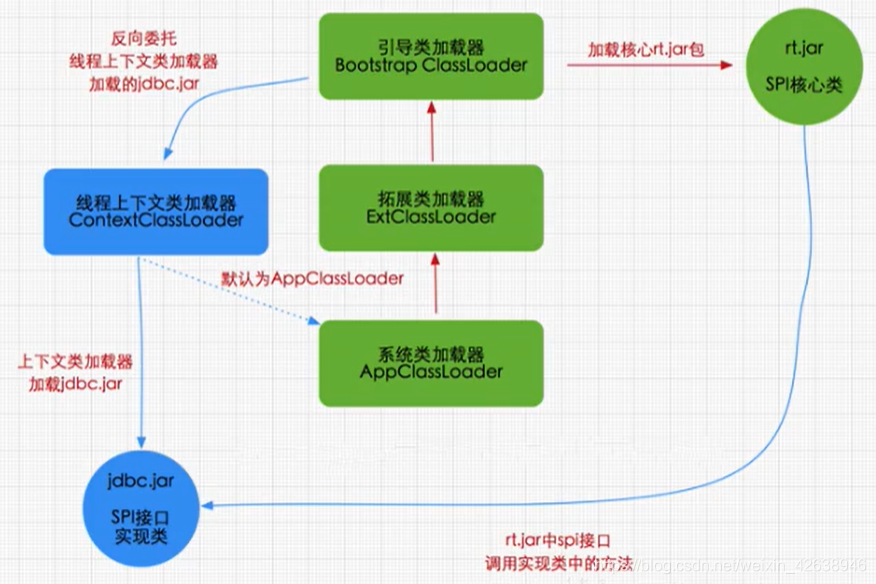 反向委托
线程上下文类加载器
加载的jdbc.jar
引导类加载器
Bootstrap ClassLoader
加载核心rt.jar包
rt.jar
SPI核心类
线程上下文类加载器
ContextClassLoader
拓展类加载器
ExtClassLoader
默认为AppClassLoader
系统类加载器
AppClassLoader
上下文类加载器
加载jdbc.jar
jdbc.jar
SPI接口
实现类
rt.jar中spi接口
调用实现类中的方法
blog.csdn.net/weixin_42638946